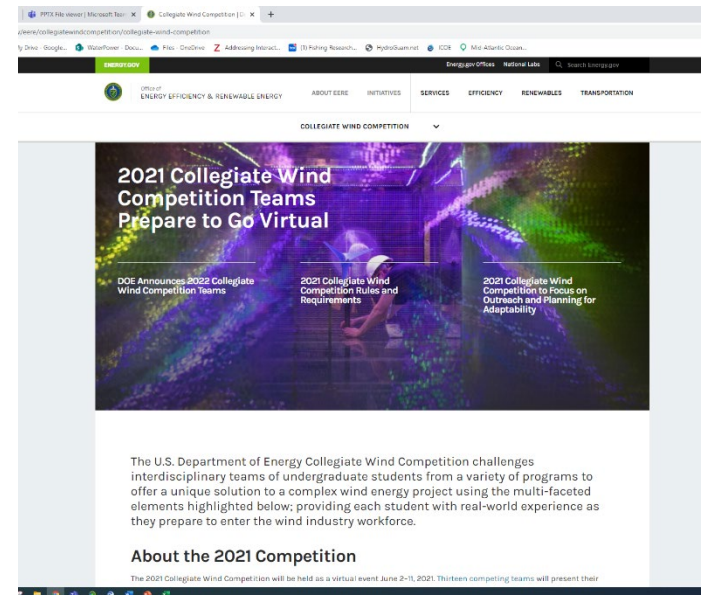 PPTX File viewer | Microsoft Team
Collegiate Wind Competition | D
/eere/collegiatewindcompetition/collegiate-wind-competition
My Drive - Google...
WaterPower - Docu...
Files - OneDrive
Addressing Interact...
(1) Fishing Research...
ICOE
Mid-Atlantic Ocean...
ENERGY.GOV
Energy.gov Offices
National Labs
Search Energy.gov
Office of
ENERGY EFFICIENCY & RENEWABLE ENERGY
ABOUT EERE
INITIATIVES
SERVICES
EFFICIENCY
RENEWABLES
TRANSPORTATION
COLLEGIATE WIND COMPETITION
2021 Collegiate Wind
Competition Teams
Prepare to Go Virtual
DOE Announces 2022 Collegiate
Wind Competition Teams
2021 Collegiate Wind
Competition Rules and
Requirements
2021 Collegiate Wind
Competition to Focus on
Outreach and Planning for
Adaptability
The U.S. Department of Energy Collegiate Wind Competition challenges
interdisciplinary teams of undergraduate students from a variety of programs to
offer a unique solution to a complex wind energy project using the multi-faceted
elements highlighted below; providing each student with real-world experience as
they prepare to enter the wind industry workforce.
About the 2021 Competition
The 2021 Collegiate Wind Competition will be held as a virtual event June 2–11, 2021. Thirteen competing teams will present their